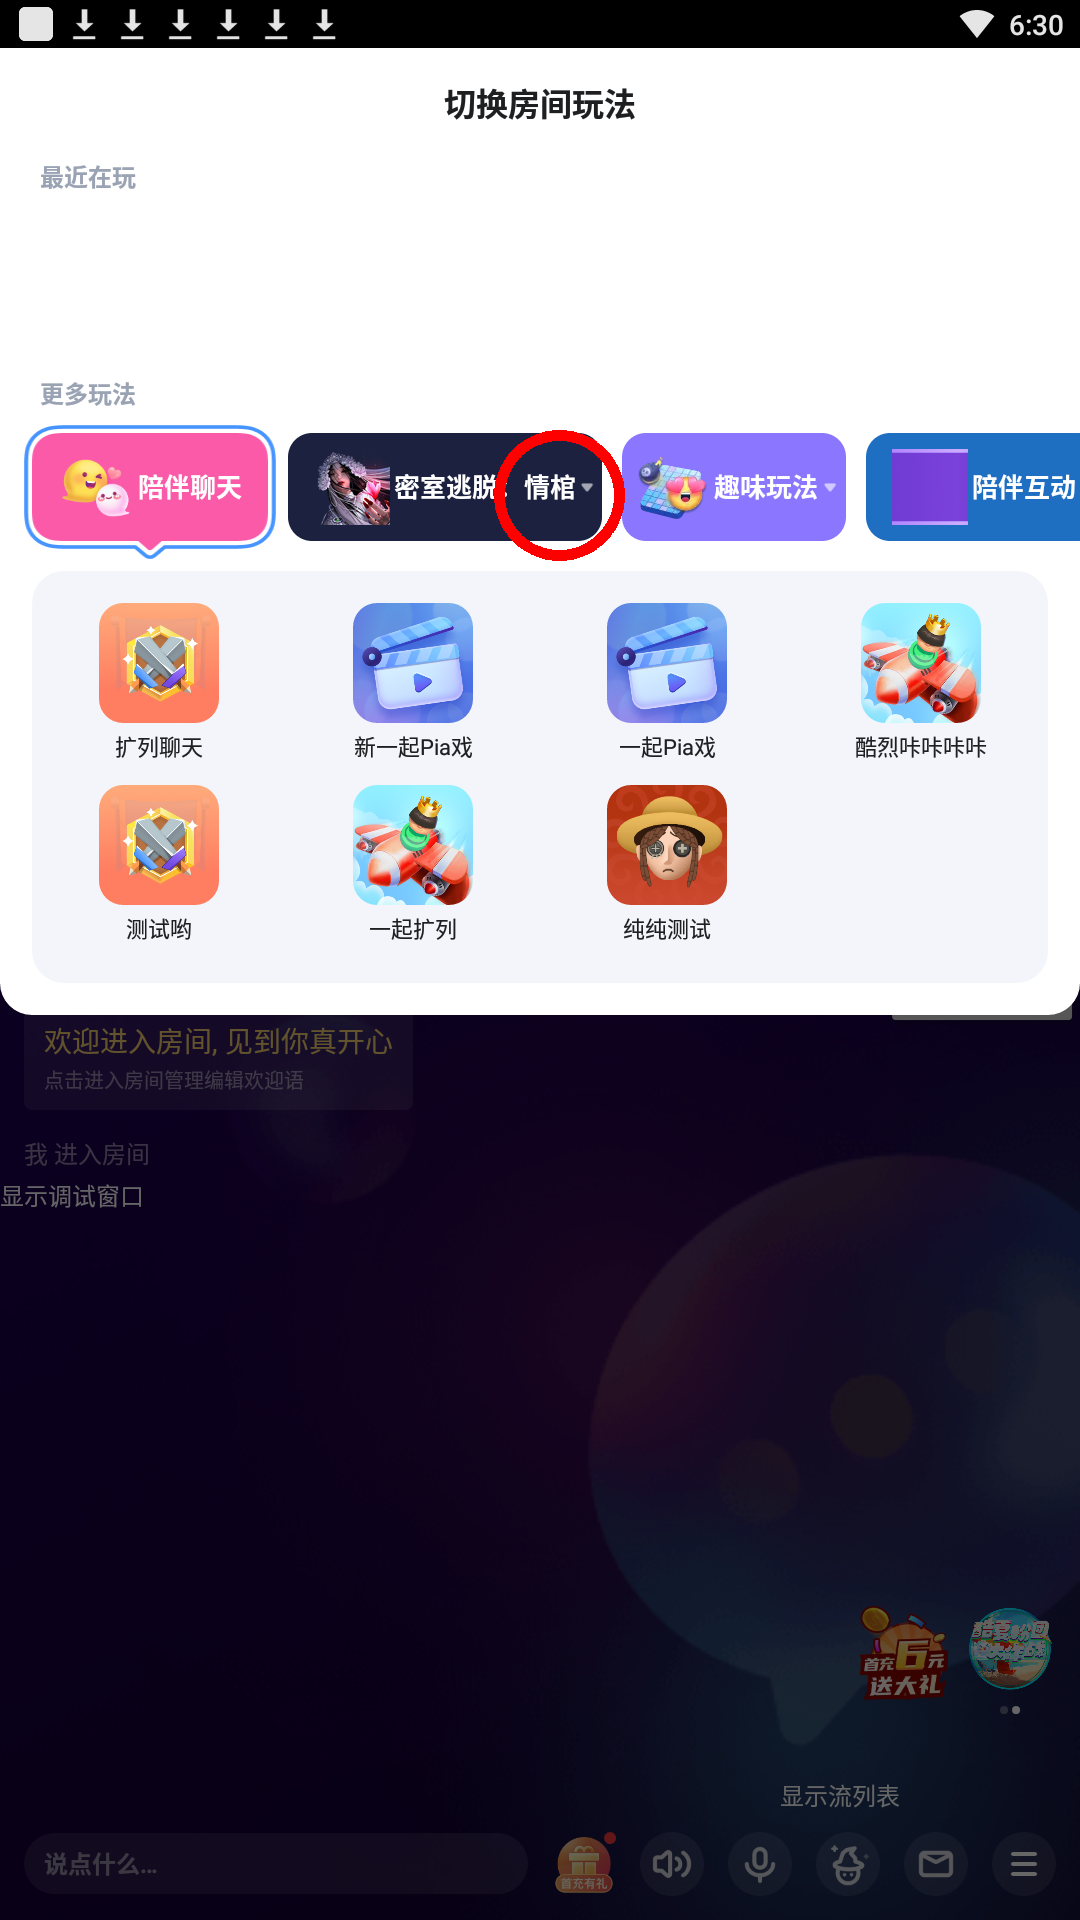 6:30
切换房间玩法
最近在玩
更多玩法
陪伴聊天
密室逃脱：情棺
趣味玩法
陪伴互动
扩列聊天
新一起Pia戏
一起Pia戏
酷烈咔咔咔咔
测试哟
一起扩列
纯纯测试
欢迎进入房间, 见到你真开心
点击进入房间管理编辑欢迎语
我 进入房间
显示调试窗口
首充6元
送大礼
显示流列表
说点什么...
首充有礼